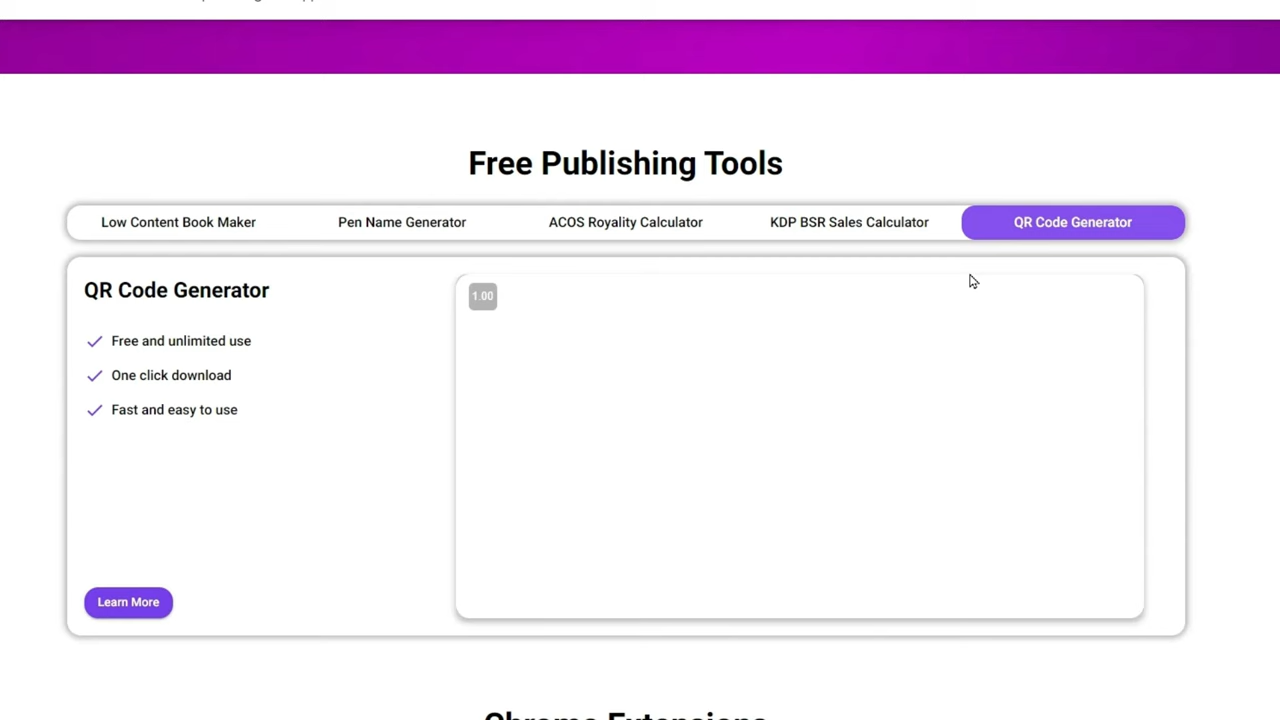 Free Publishing Tools
Low Content Book Maker
Pen Name Generator
ACOS Royality Calculator
KDP BSR Sales Calculator
QR Code Generator
QR Code Generator
Free and unlimited use
One click download
Fast and easy to use
1.00
Learn More
Chrome Extensions